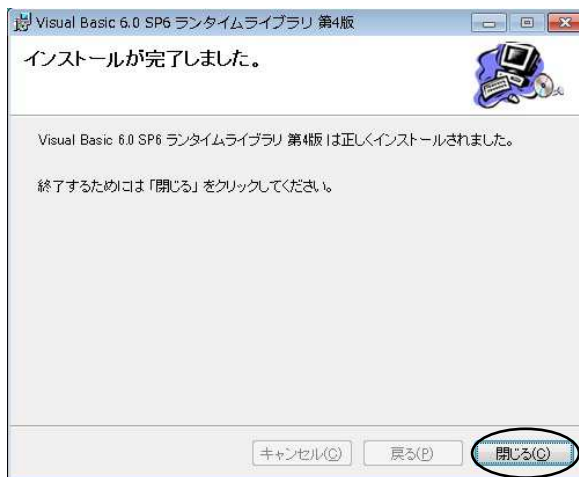 Visual Basic 6.0 SP6 ランタイムライブラリ 第4版
インストールが完了しました。
Visual Basic 6.0 SP6 ランタイムライブラリ 第4版 は正しくインストールされました。
終了するためには「閉じる」をクリックしてください。
キャンセル(C) 戻る(P) 閉じる(C)